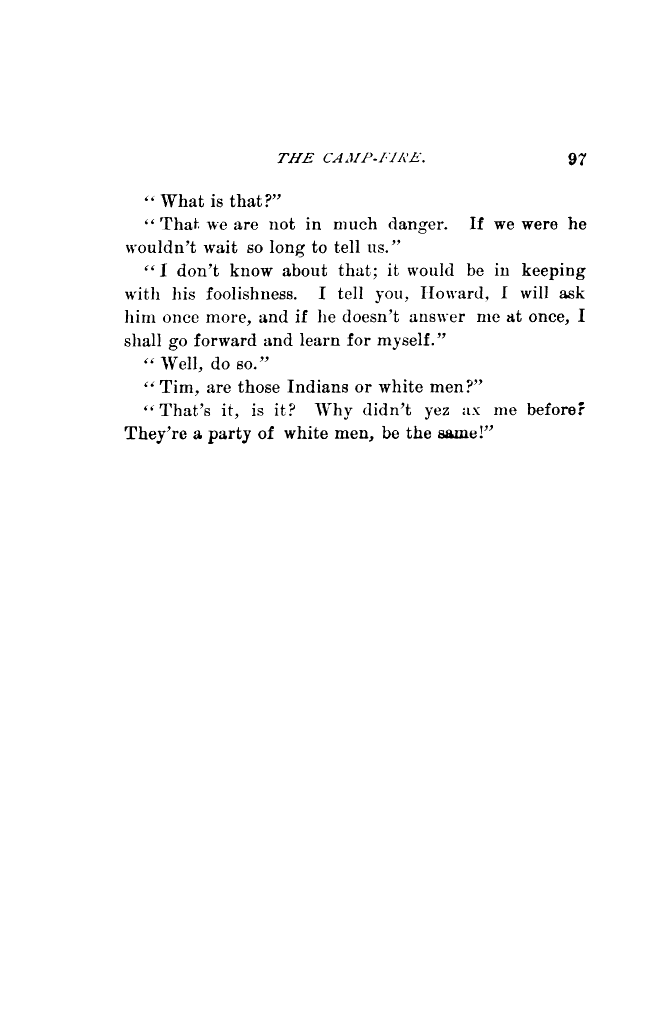 THE CAMP-FIRE. 97
“ What is that?”
“ That we are not in much danger. If we were he
wouldn’t wait so long to tell us.”
“ I don’t know about that; it would be in keeping
with his foolishness. I tell you, Howard, I will ask
him once more, and if he doesn’t answer me at once, I
shall go forward and learn for myself.”
“ Well, do so.”
“ Tim, are those Indians or white men?”
“ That’s it, is it? Why didn’t yez ax me before?
They’re a party of white men, be the same!”